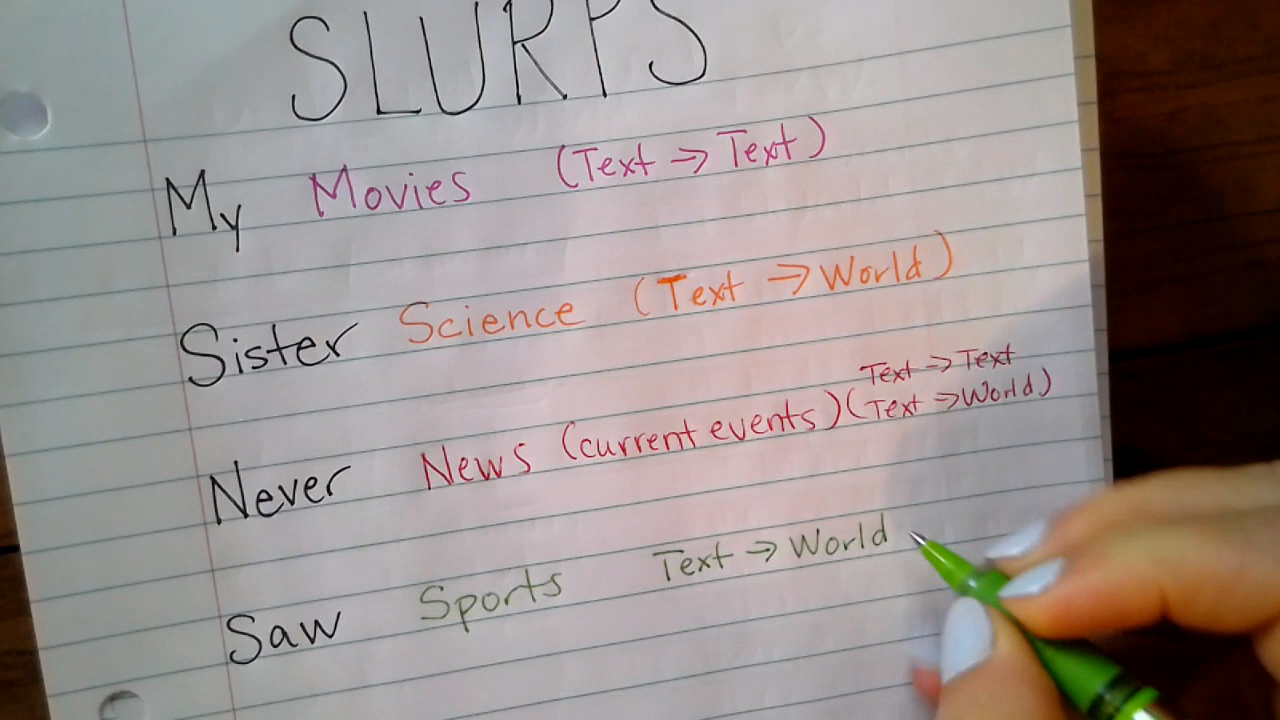 SLURPS
My Movies (Text → Text)
Sister Science (Text → World)
Text → Text
Never News (current events) (Text → World)
Saw Sports Text → World